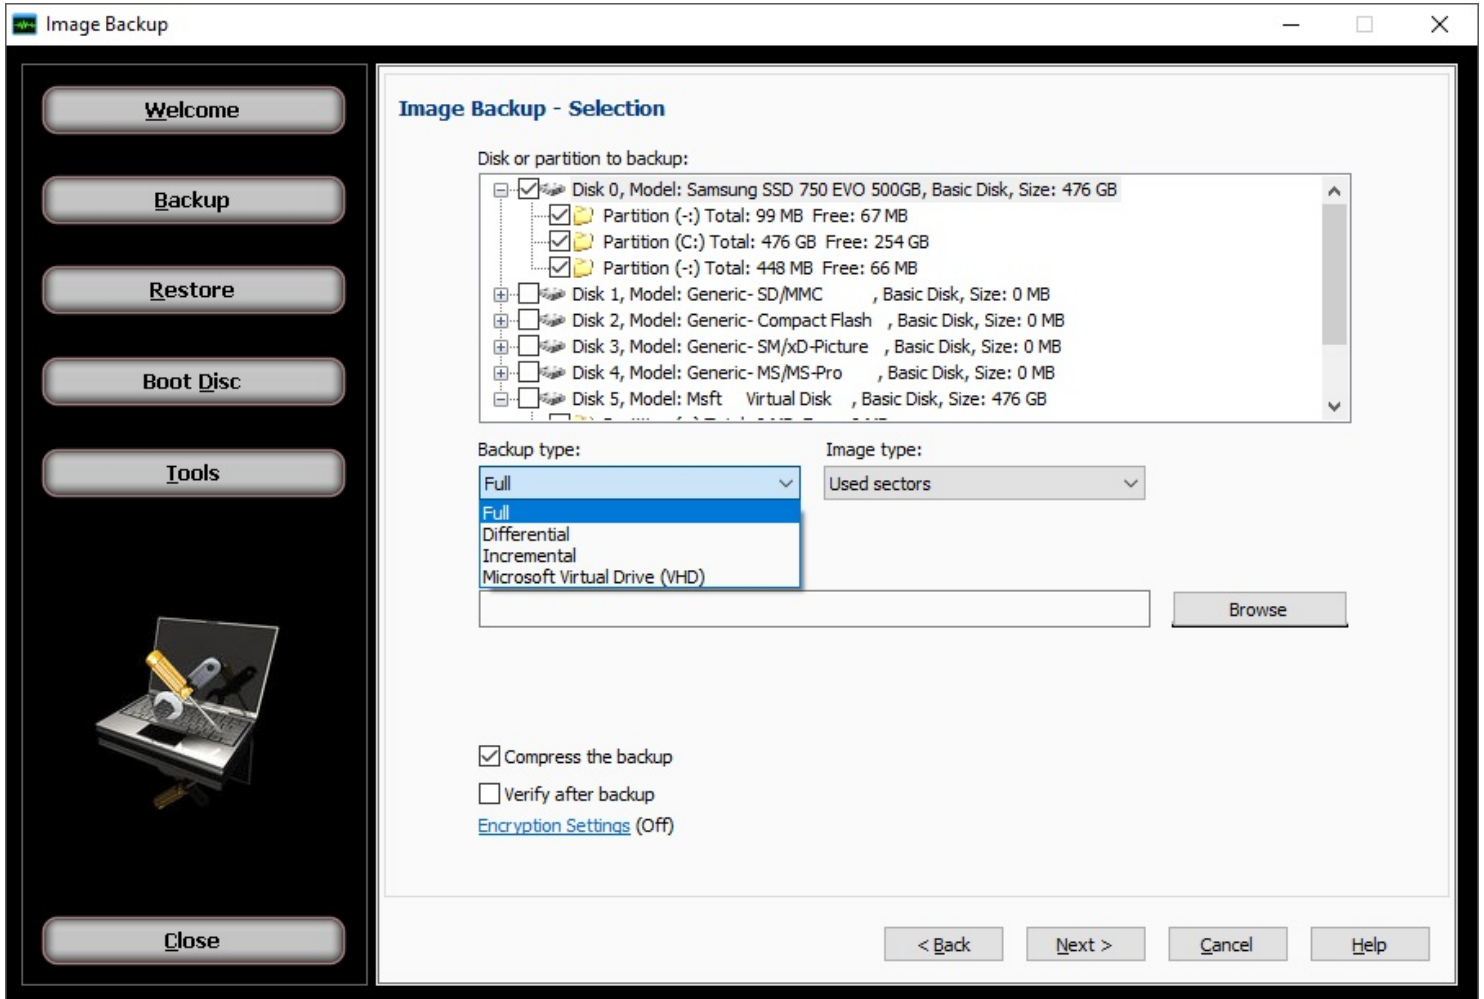 Image Backup
Welcome
Backup
Restore
Boot Disc
Tools
Close
Image Backup - Selection
Disk or partition to backup:
Disk 0, Model: Samsung SSD 750 EVO 500GB, Basic Disk, Size: 476 GB
Partition (-:) Total: 99 MB Free: 67 MB
Partition (C:) Total: 476 GB Free: 254 GB
Partition (-:) Total: 448 MB Free: 66 MB
Disk 1, Model: Generic- SD/MMC , Basic Disk, Size: 0 MB
Disk 2, Model: Generic- Compact Flash , Basic Disk, Size: 0 MB
Disk 3, Model: Generic- SM/xD-Picture , Basic Disk, Size: 0 MB
Disk 4, Model: Generic- MS/MS-Pro , Basic Disk, Size: 0 MB
Disk 5, Model: Msft Virtual Disk , Basic Disk, Size: 476 GB
Backup type: Image type:
Full Used sectors
Full
Differential
Incremental
Microsoft Virtual Drive (VHD)
Browse
Compress the backup
Verify after backup
Encryption Settings (Off)
< Back Next > Cancel Help